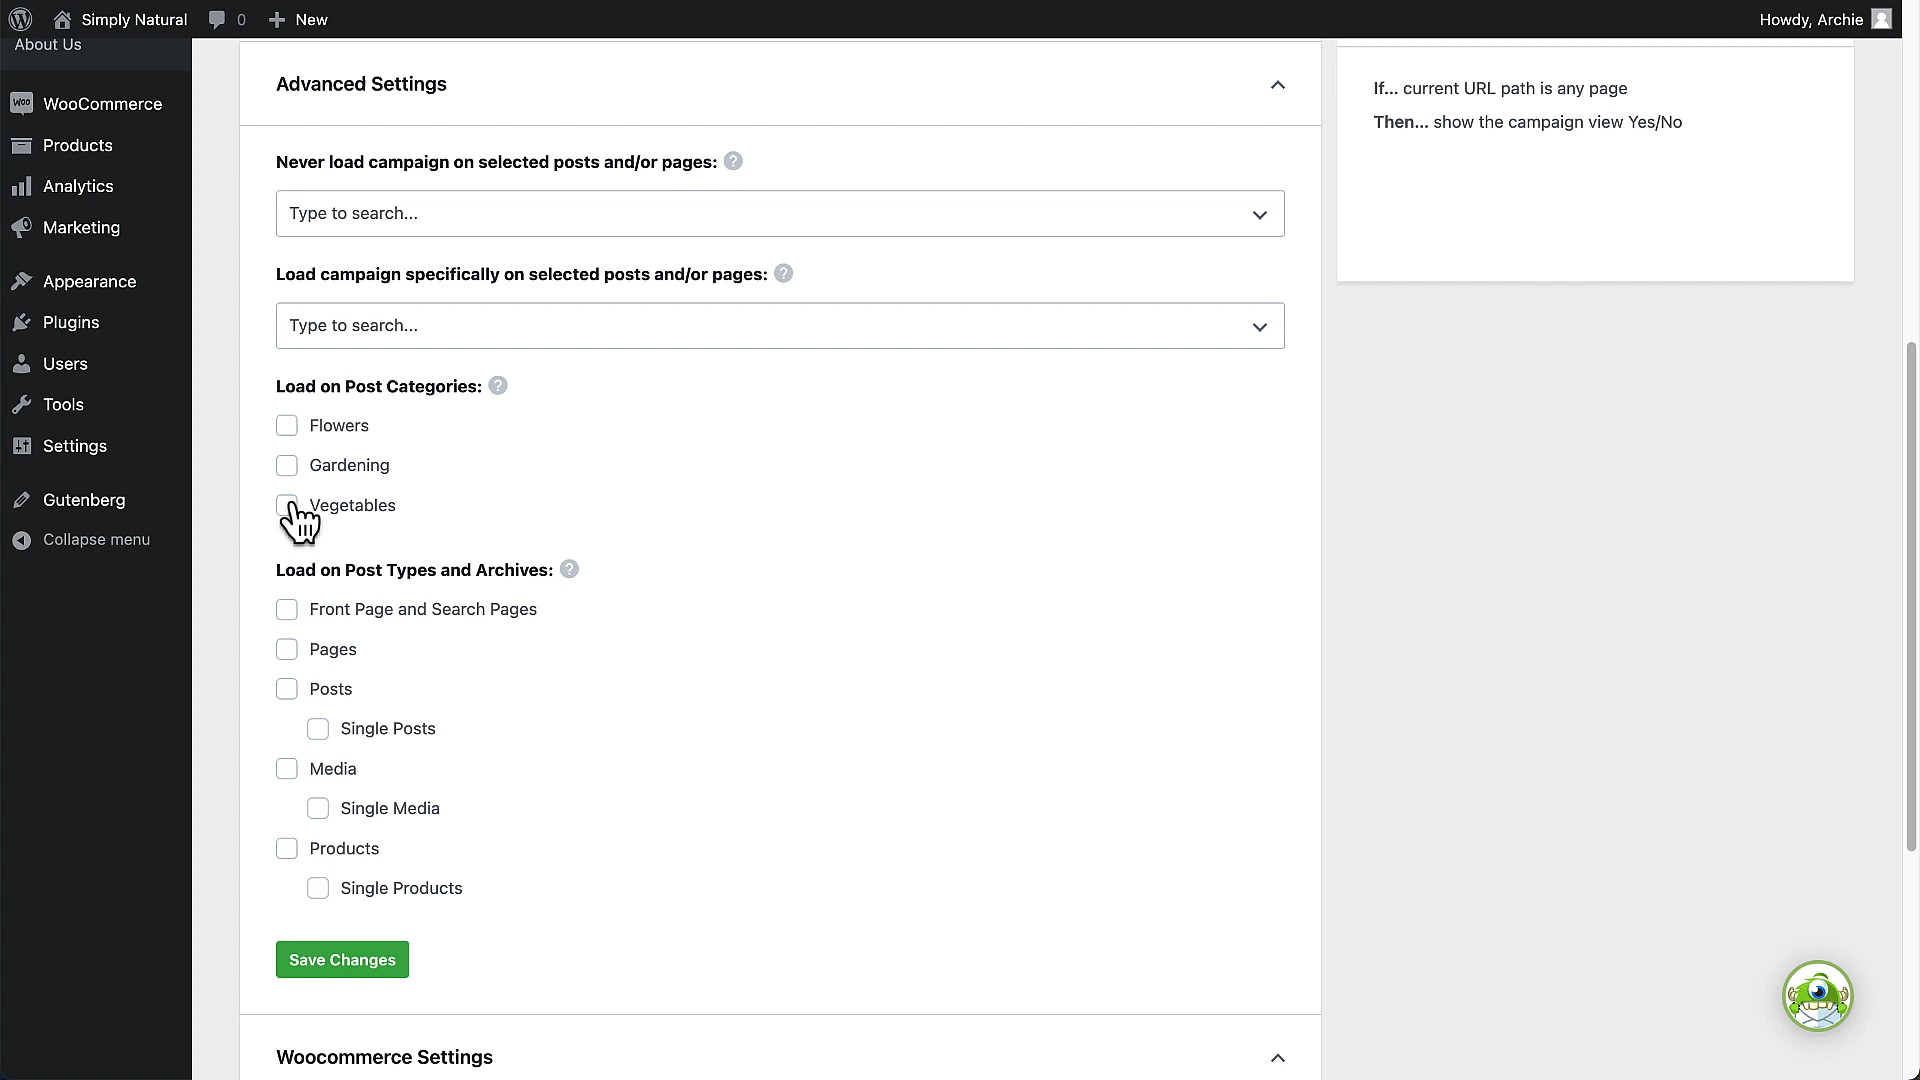 Simply Natural
0
New
Howdy, Archie
About Us
WooCommerce
Products
Analytics
Marketing
Appearance
Plugins
Users
Tools
Settings
Gutenberg
Collapse menu
Advanced Settings
Never load campaign on selected posts and/or pages: ?
Type to search...
Load campaign specifically on selected posts and/or pages: ?
Type to search...
Load on Post Categories: ?
Flowers
Gardening
Vegetables
Load on Post Types and Archives: ?
Front Page and Search Pages
Pages
Posts
Single Posts
Media
Single Media
Products
Single Products
Save Changes
Woocommerce Settings
If... current URL path is any page
Then... show the campaign view Yes/No